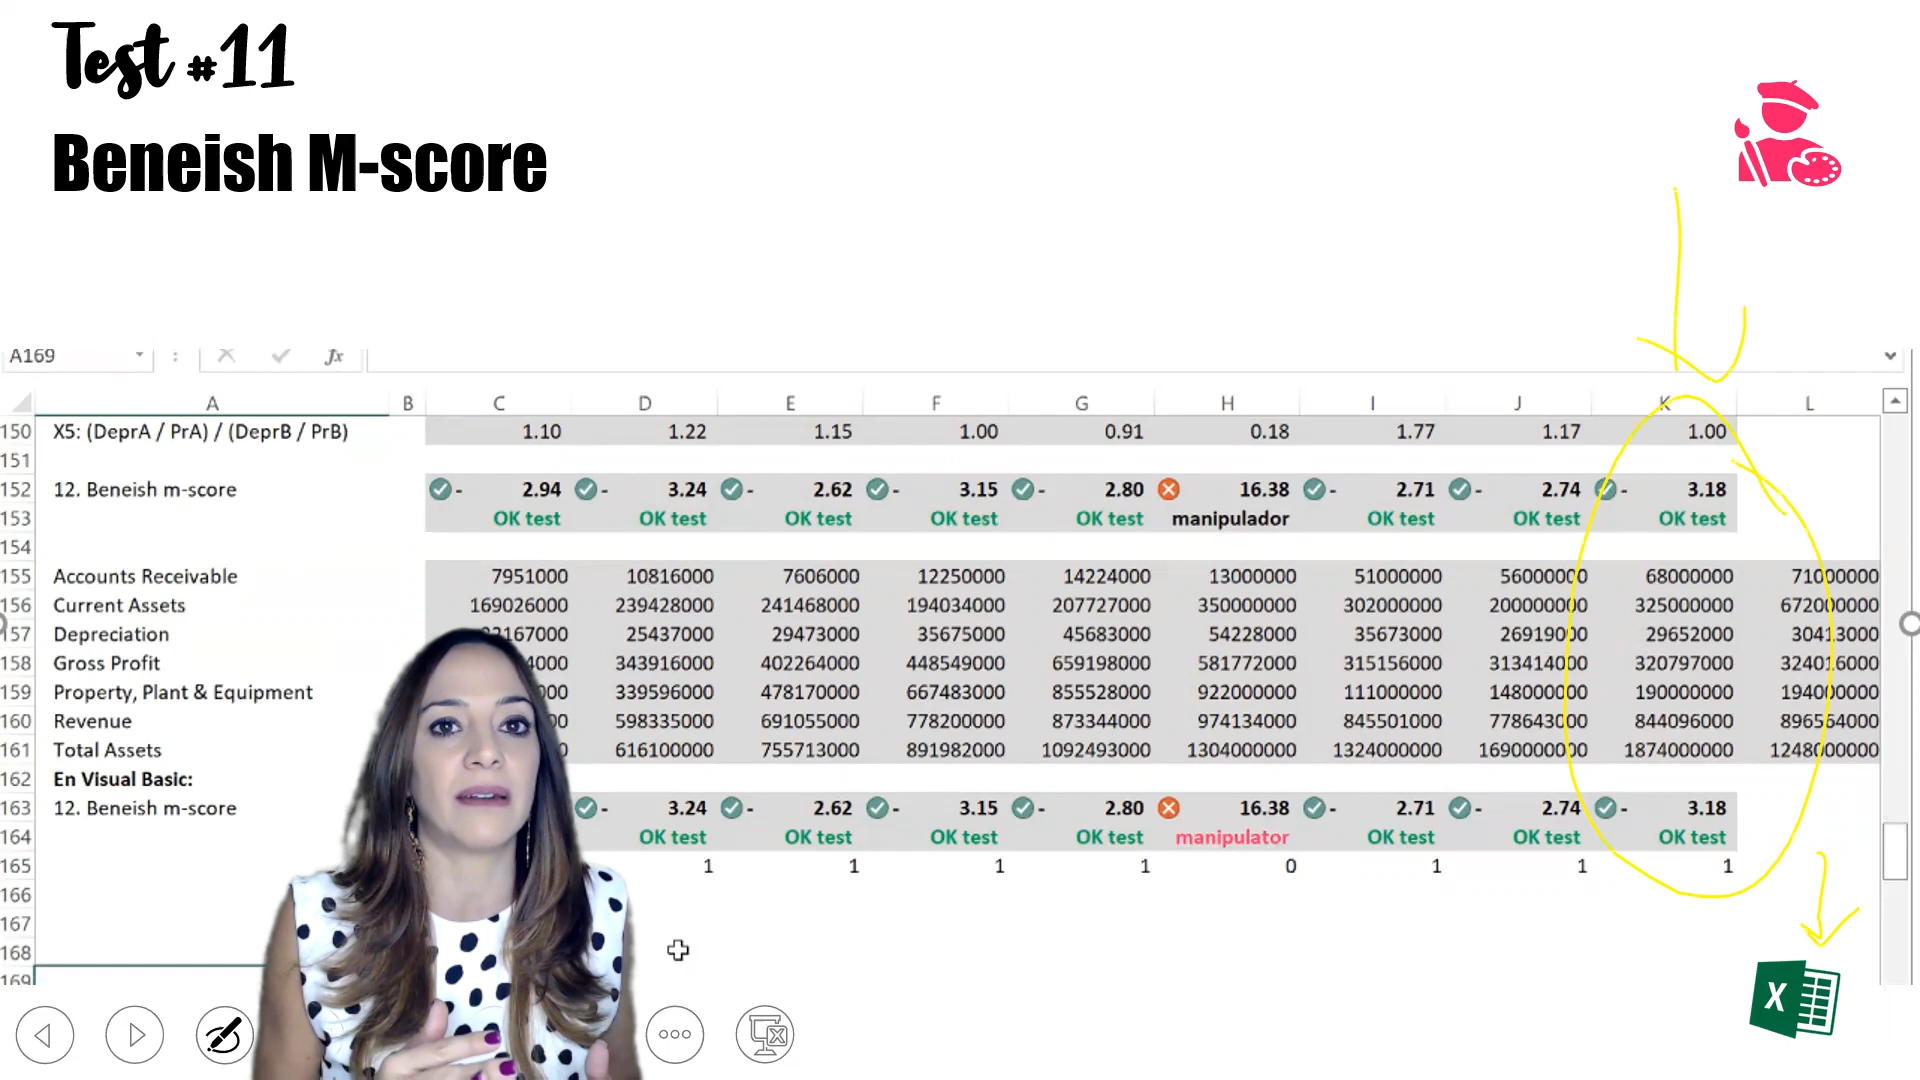 Test #11
Beneish M-score
A169 fx
A B C D E F G H I J K L
150 X5: (DeprA / PrA) / (DeprB / PrB) 1.10 1.22 1.15 1.00 0.91 0.18 1.77 1.17 1.00
151
152 12. Beneish m-score - 2.94 - 3.24 - 2.62 - 3.15 - 2.80 16.38 - 2.71 - 2.74 - 3.18
153 OK test OK test OK test OK test OK test manipulador OK test OK test OK test
154
155 Accounts Receivable 7951000 10816000 7606000 12250000 14224000 13000000 51000000 56000000 68000000 71000000
156 Current Assets 169026000 239428000 241468000 194034000 207727000 350000000 302000000 200000000 325000000 672000000
157 Depreciation 167000 25437000 29473000 35675000 45683000 54228000 35673000 26919000 29652000 30413000
158 Gross Profit 4000 343916000 402264000 448549000 659198000 581772000 315156000 313414000 320797000 324016000
159 Property, Plant & Equipment 000 339596000 478170000 667483000 855528000 922000000 111000000 148000000 190000000 194000000
160 Revenue 00 598335000 691055000 778200000 873344000 974134000 845501000 778643000 844096000 896564000
161 Total Assets 0 616100000 755713000 891982000 1092493000 1304000000 1324000000 1690000000 1874000000 1248000000
162 En Visual Basic:
163 12. Beneish m-score - 3.24 - 2.62 - 3.15 - 2.80 16.38 - 2.71 - 2.74 - 3.18
164 OK test OK test OK test OK test manipulator OK test OK test OK test
165 1 1 1 1 0 1 1 1
166
167
168
169
X